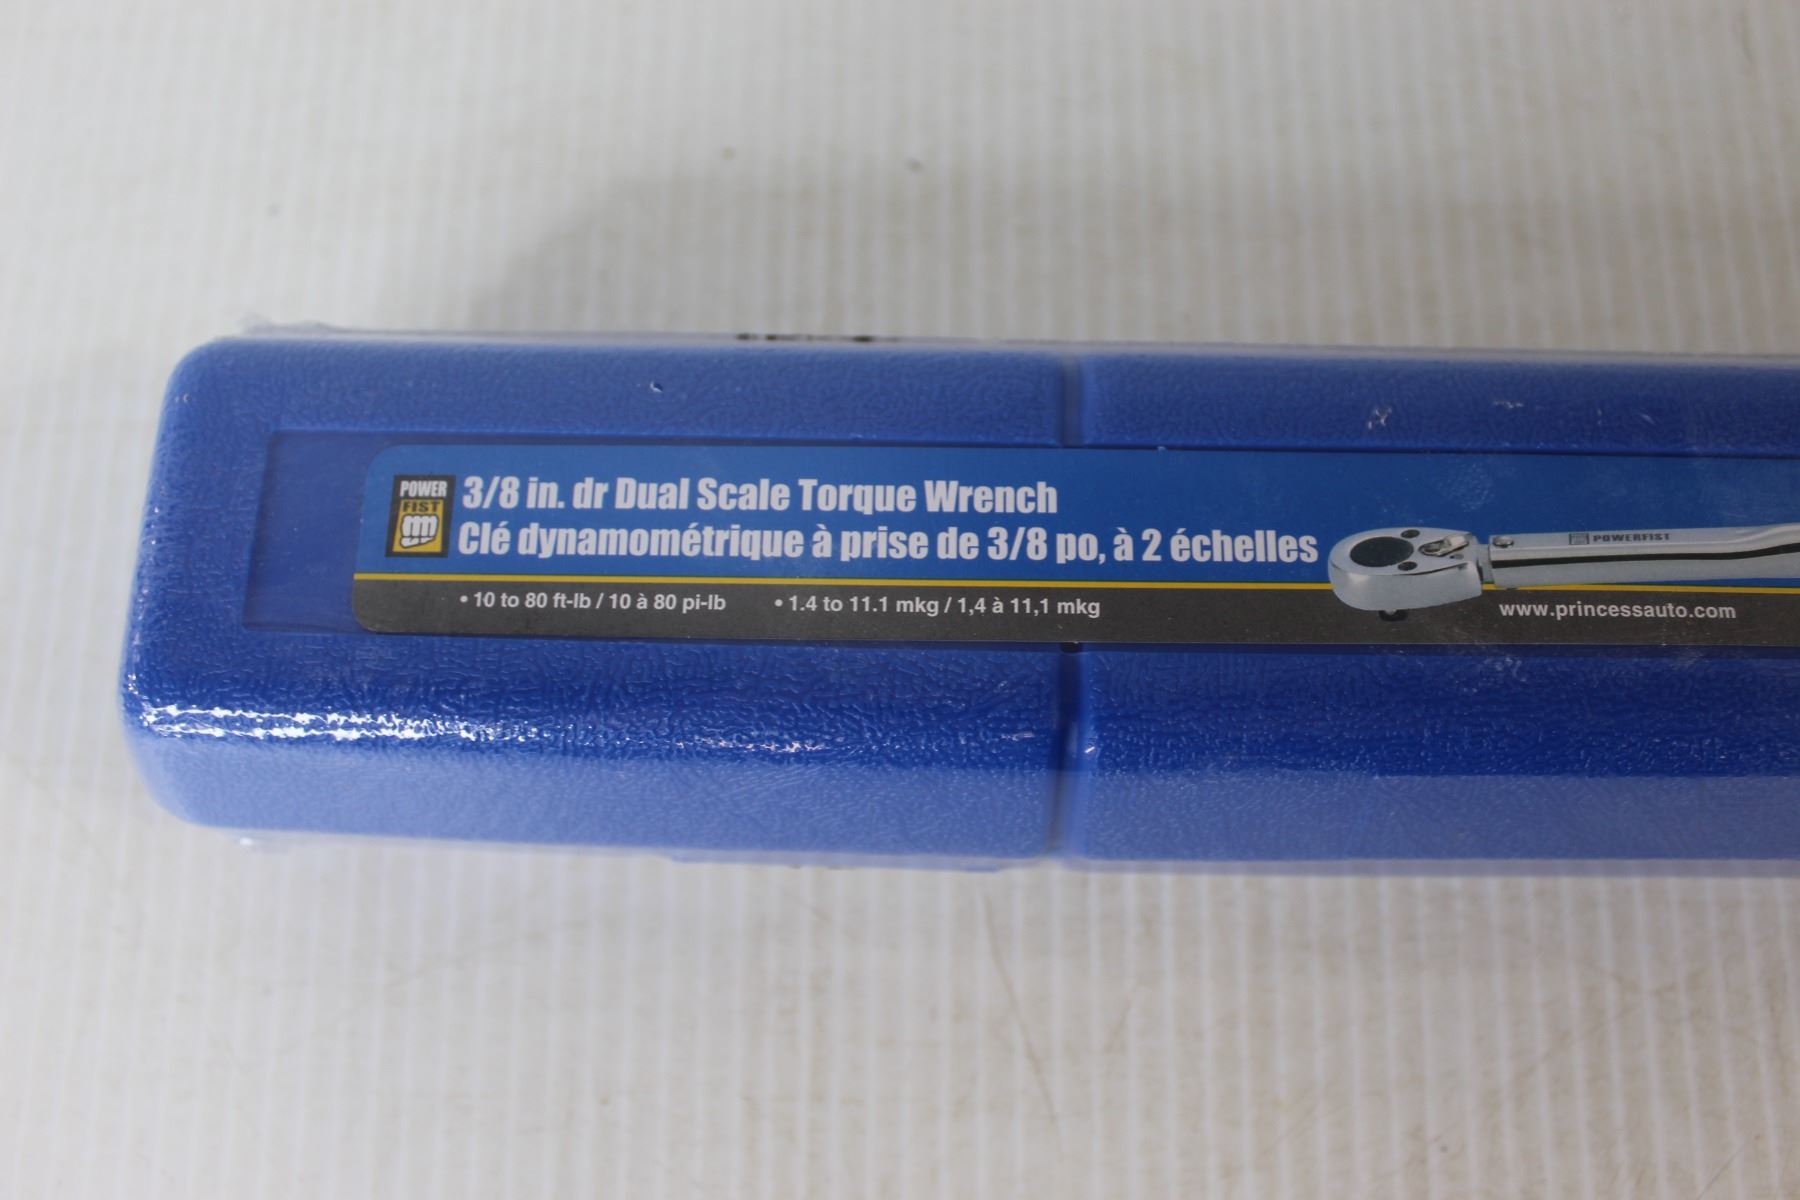 POWER
FIST
3/8 in. dr Dual Scale Torque Wrench
Clé dynamométrique à prise de 3/8 po, à 2 échelles
• 10 to 80 ft-lb / 10 à 80 pi-lb
• 1.4 to 11.1 mkg / 1,4 à 11,1 mkg
POWERFIST
www.princessauto.com